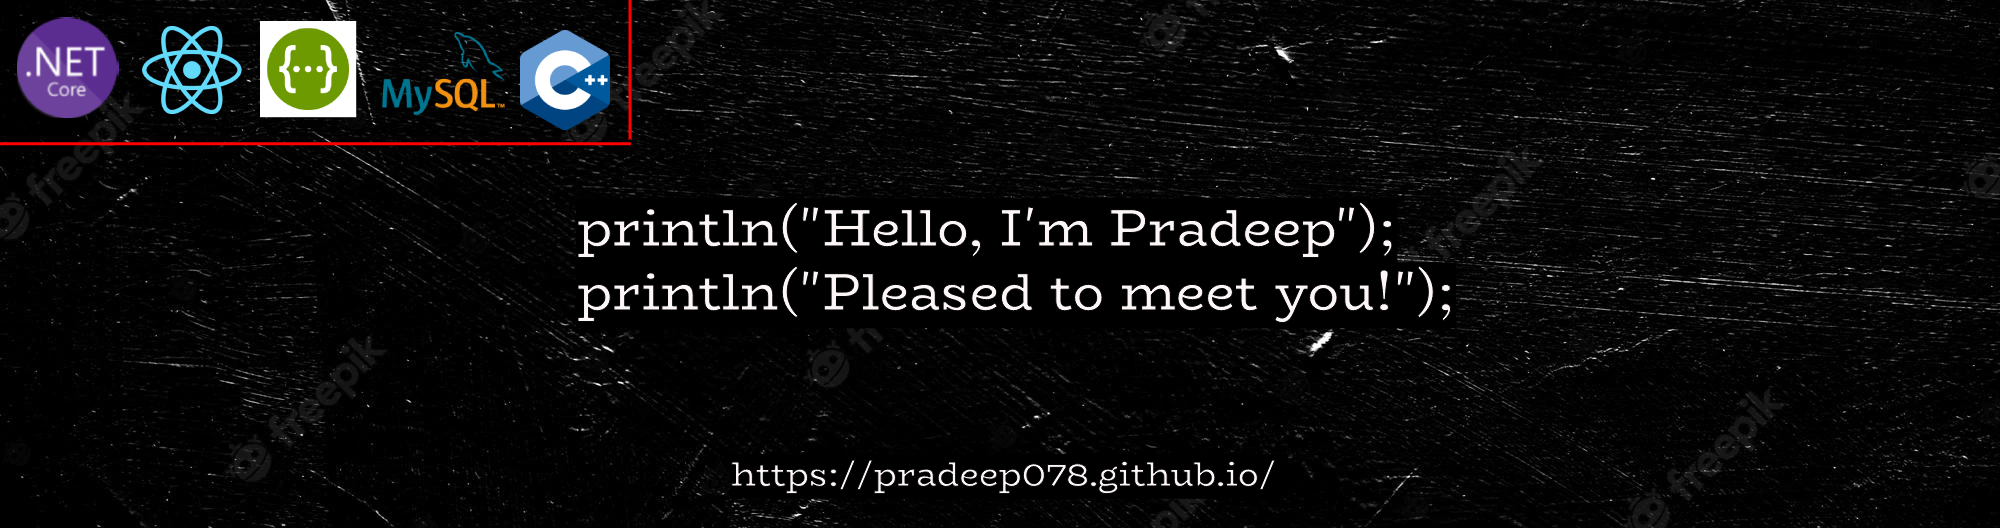 .NET
Core
{...}
MySQL™
C++
println("Hello, I'm Pradeep");
println("Pleased to meet you!");
https://pradeep078.github.io/
freepik
freepik
freepik
freepik
freepik